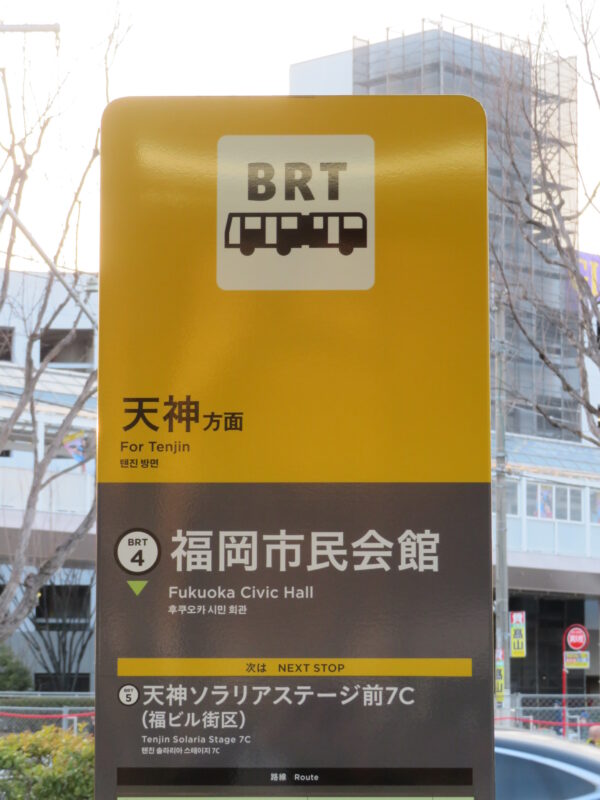 BRT
天神方面
For Tenjin
텐진 방면
BRT
4
福岡市民会館
Fukuoka Civic Hall
후쿠오카 시민 회관
次は NEXT STOP
BRT
5
天神ソラリアステージ前7C
(福ビル街区)
Tenjin Solaria Stage 7C
텐진 솔라리아 스테이지 7C
路線 Route
髙山